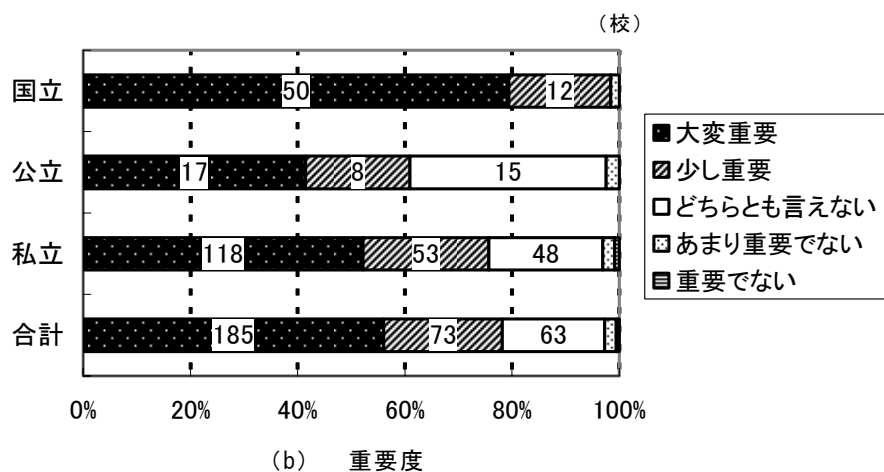 （校）
国立 50 12
公立 17 8 15
私立 118 53 48
合計 185 73 63
0% 20% 40% 60% 80% 100%
大変重要
少し重要
どちらとも言えない
あまり重要でない
重要でない
（b） 重要度